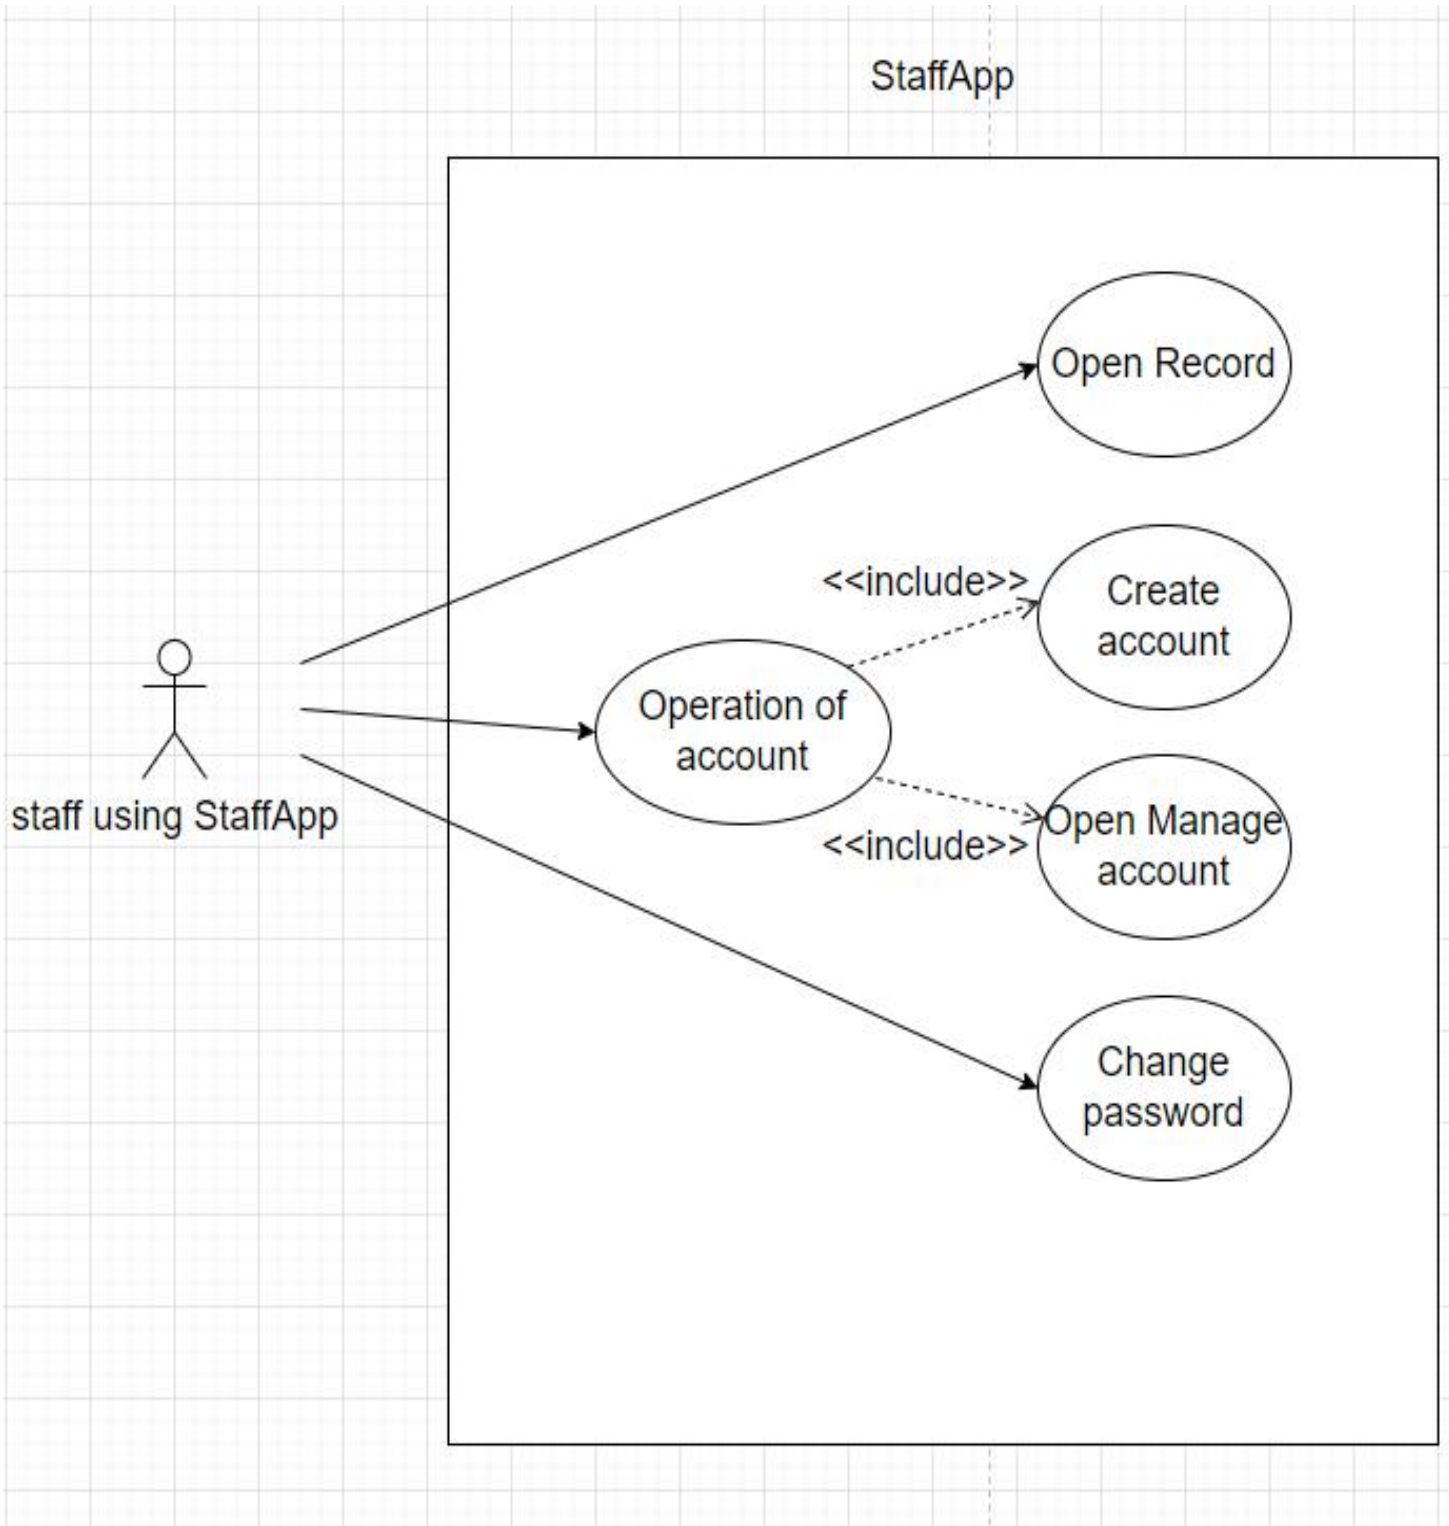 StaffApp
Open Record
<<include>>
Create
account
Operation of
account
staff using StaffApp
Open Manage
account
<<include>>
Change
password